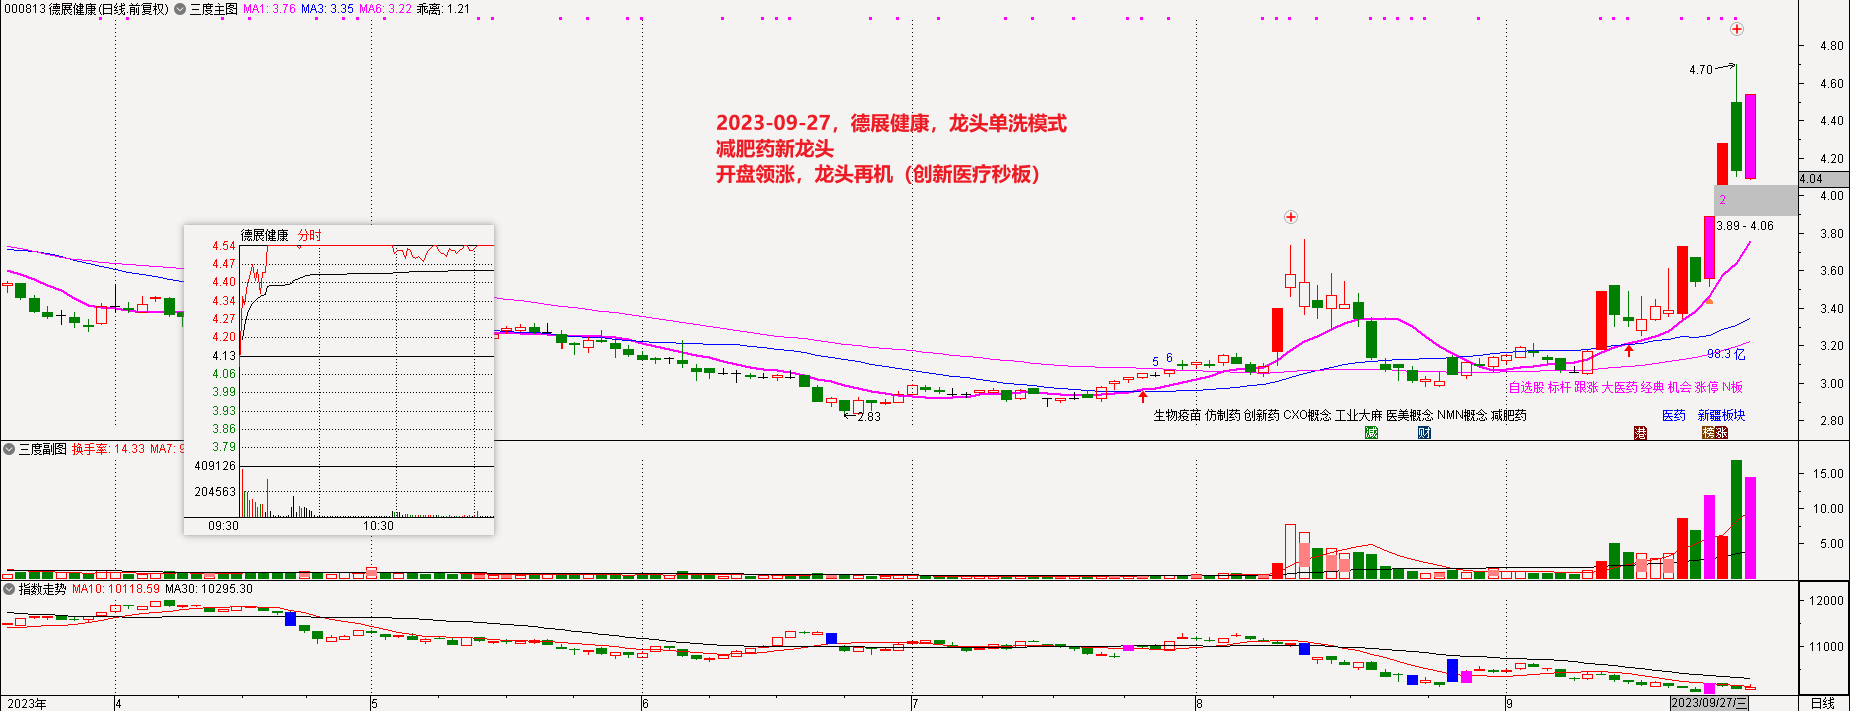 000813 德展健康(日线.前复权) 三度主图 MA1: 3.76 MA3: 3.35 MA6: 3.22 乖离: 1.21
4.80
4.70
4.60
4.40
4.20
4.04
4.00
3.80
3.60
3.40
3.20
3.00
2.80
2023-09-27，德展健康，龙头单洗模式
减肥药新龙头
开盘领涨，龙头再机（创新医疗秒板）
2
3.89 - 4.06
98.3 亿
5 6
2.83
自选股 标杆 跟涨 大医药 经典 机会 涨停 N板
生物疫苗 仿制药 创新药 CXO概念 工业大麻 医美概念 NMN概念 减肥药
医药 新疆板块
减 财 港 榜 涨
德展健康 分时
4.54
4.47
4.40
4.34
4.27
4.20
4.13
4.06
3.99
3.93
3.86
3.79
409126
204563
09:30 10:30
三度副图 换手率: 14.33 MA7: 9
15.00
10.00
5.00
指数走势 MA10: 10118.59 MA30: 10295.30
12000
11000
2023年 4 5 6 7 8 9 2023/09/27/三 日线